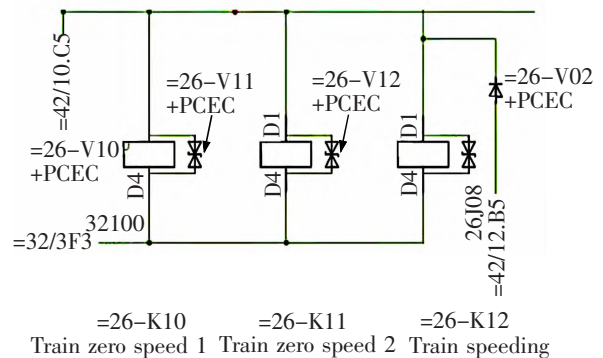 =42/10.C5
=26-V11
+PCEC
=26-V12
+PCEC
=26-V02
+PCEC
D1
D1
=26-V10
+PCEC
D4
D4
D4
26J08
=42/12.B5
32100
=32/3F3
=26-K10
Train zero speed 1
=26-K11
Train zero speed 2
=26-K12
Train speeding